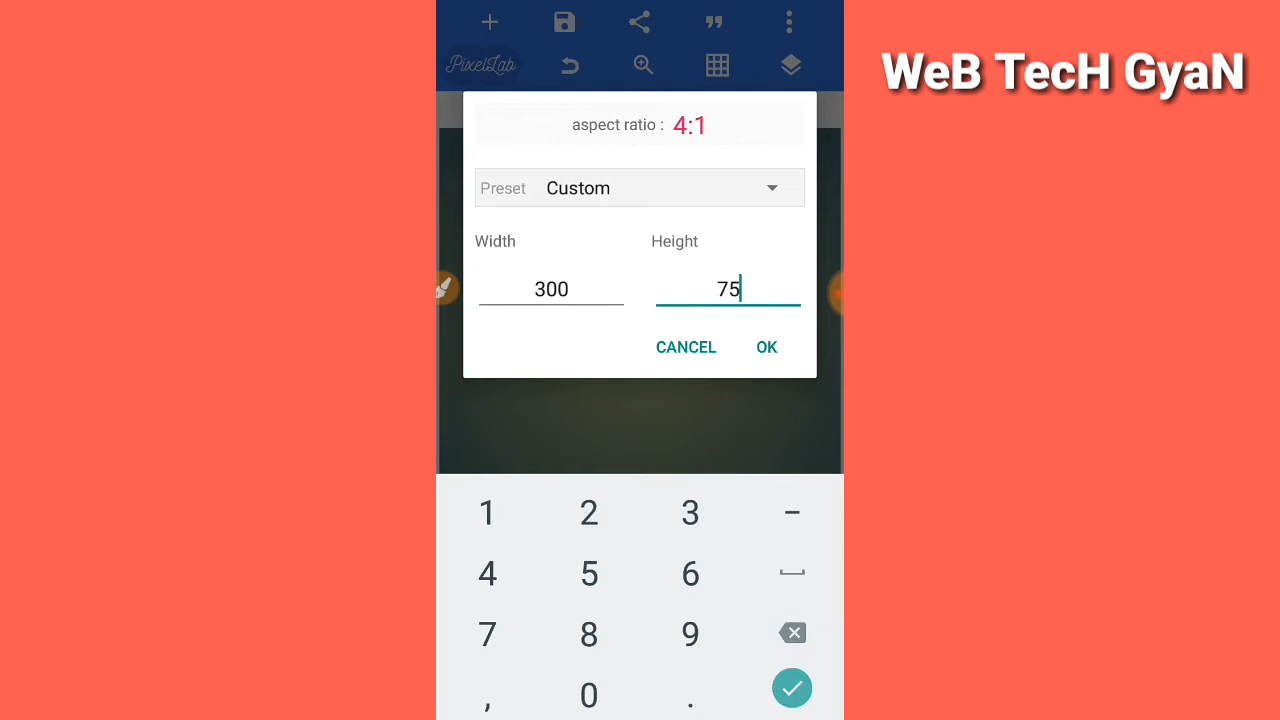 WeB TecH GyaN
PixelLab
aspect ratio : 4:1
Preset Custom
Width Height
300 75
CANCEL OK
1 2 3 –
4 5 6
7 8 9
, 0 .